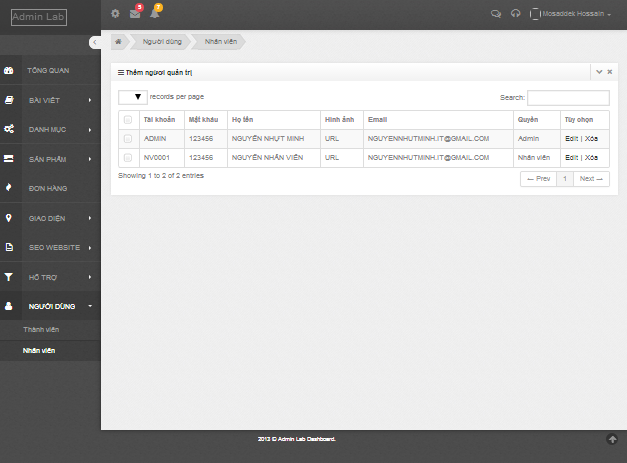 Admin Lab
5
7
Mosaddek Hossain
Người dùng
Nhân viên
TỔNG QUAN
BÀI VIẾT
DANH MỤC
SẢN PHẨM
ĐƠN HÀNG
GIAO DIỆN
SEO WEBSITE
HỖ TRỢ
NGƯỜI DÙNG
Thành viên
Nhân viên
Thêm người quản trị
records per page
Search:
Tài khoản Mật khẩu Họ tên Hình ảnh Email Quyền Tùy chọn
ADMIN 123456 NGUYỄN NHỰT MINH URL NGUYENNHUTMINH.IT@GMAIL.COM Admin Edit | Xóa
NV0001 123456 NGUYỄN NHÂN VIÊN URL NGUYENNHUTMINH.IT@GMAIL.COM Nhân viên Edit | Xóa
Showing 1 to 2 of 2 entries
← Prev 1 Next →
2013 © Admin Lab Dashboard.